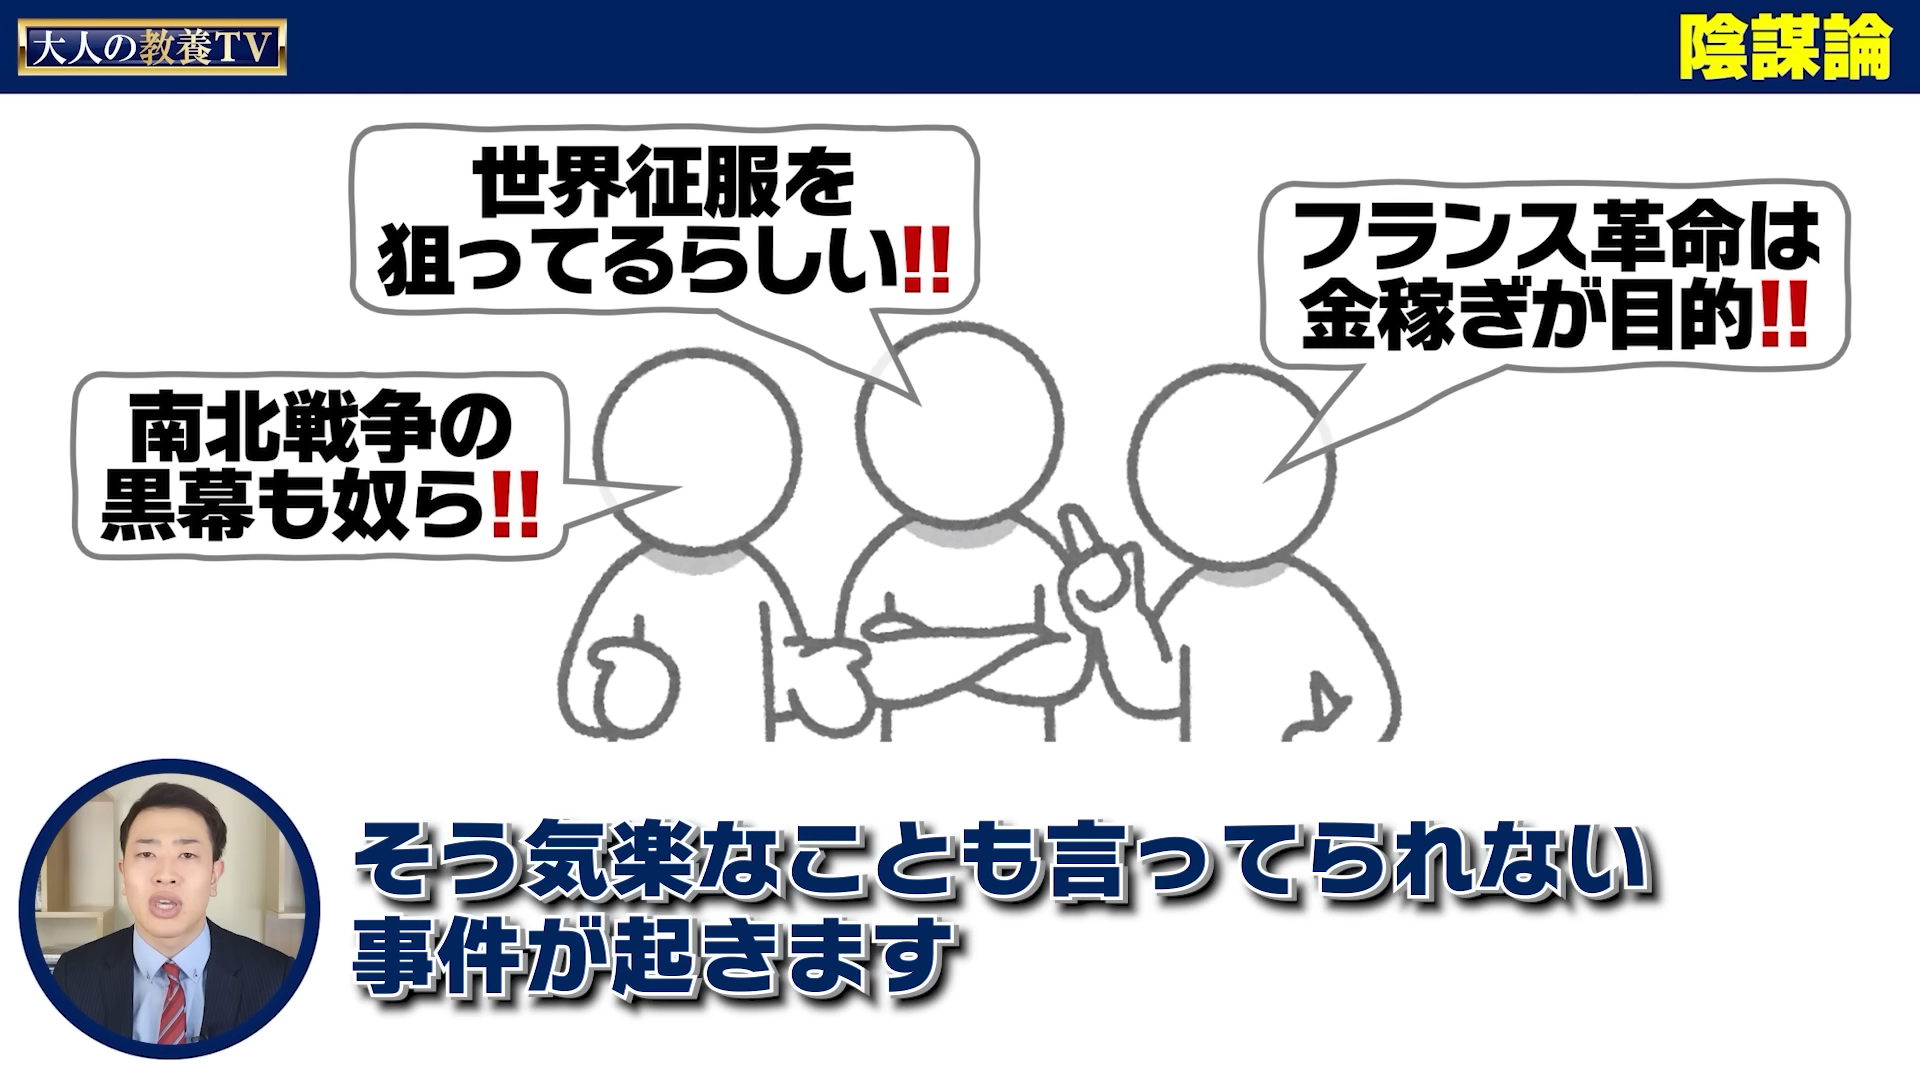 大人の教養TV
陰謀論
世界征服を
狙ってるらしい!!
フランス革命は
金稼ぎが目的!!
南北戦争の
黒幕も奴ら!!
そう気楽なことも言ってられない
事件が起きます